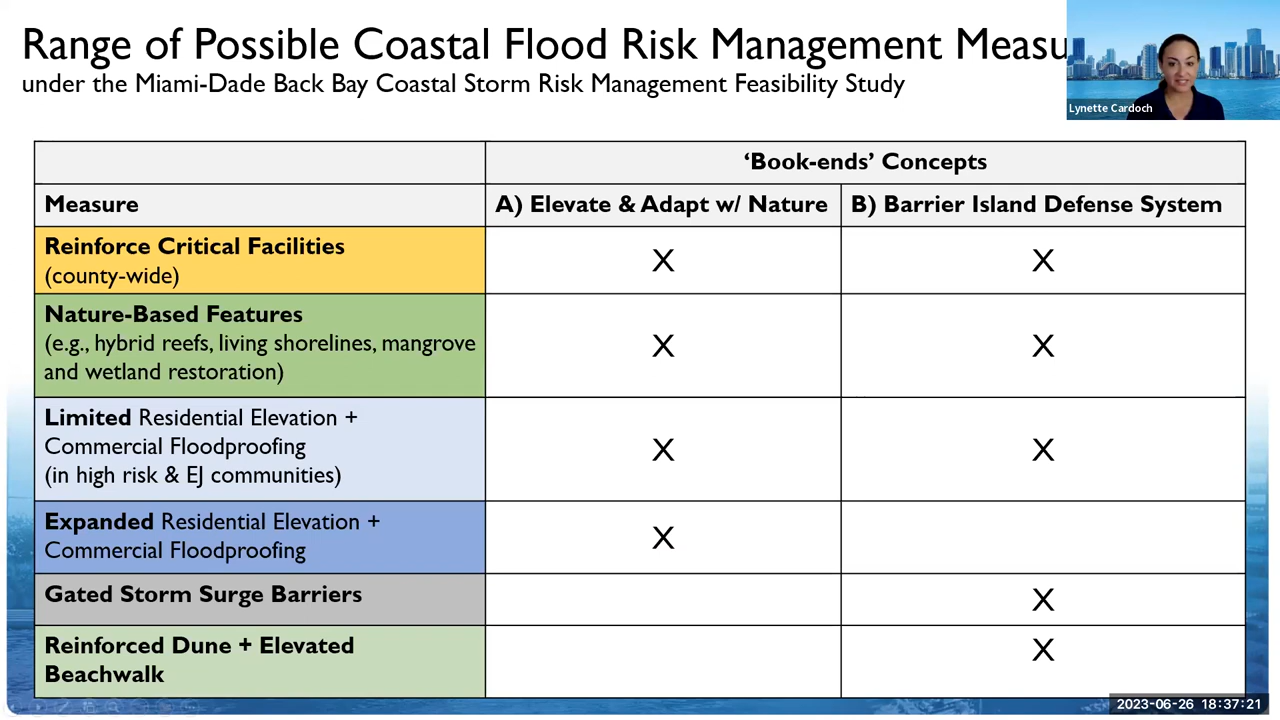 Range of Possible Coastal Flood Risk Management Measu
under the Miami-Dade Back Bay Coastal Storm Risk Management Feasibility Study
Lynette Cardoch
‘Book-ends’ Concepts
Measure
A) Elevate & Adapt w/ Nature
B) Barrier Island Defense System
Reinforce Critical Facilities
(county-wide)
X
X
Nature-Based Features
(e.g., hybrid reefs, living shorelines, mangrove
and wetland restoration)
X
X
Limited Residential Elevation +
Commercial Floodproofing
(in high risk & EJ communities)
X
X
Expanded Residential Elevation +
Commercial Floodproofing
X
Gated Storm Surge Barriers
X
Reinforced Dune + Elevated
Beachwalk
X
2023-06-26 18:37:21